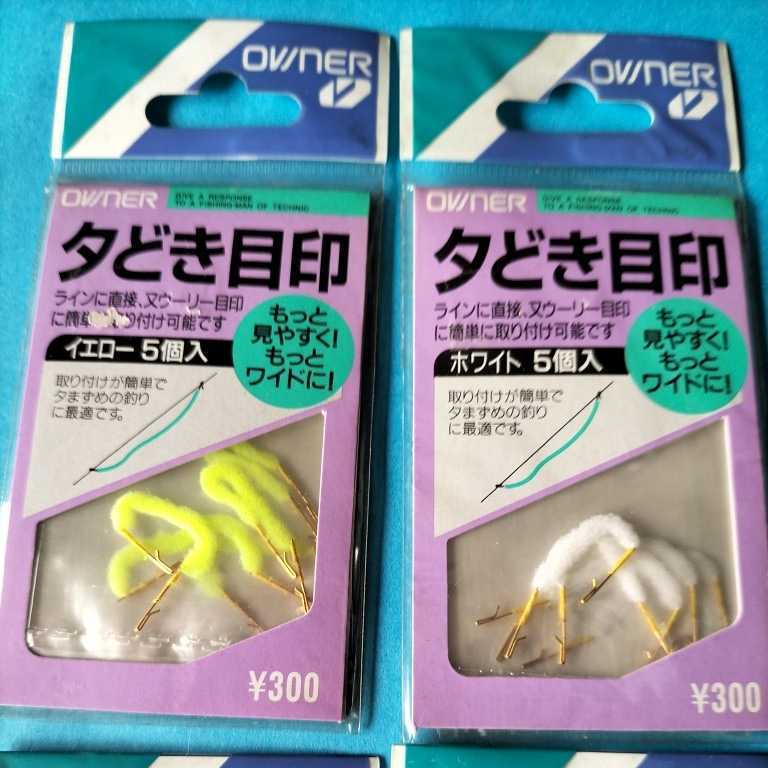 OWNER
OWNER
GIVE A RESPONSE
TO A FISHING-MAN OF TECHNIC
夕どき目印
ラインに直接、又ウーリー目印
に簡単 り付け可能です
イエロー 5個入
もっと
見やすく!
もっと
ワイドに!
取り付けが簡単で
夕まずめの釣り
に最適です。
¥300
OWNER
OWNER
GIVE A RESPONSE
TO A FISHING-MAN OF TECHNIC
夕どき目印
ラインに直接、又ウーリー目印
に簡単に取り付け可能です
ホワイト 5個入
もっと
見やすく!
もっと
ワイドに!
取り付けが簡単で
夕まずめの釣り
に最適です。
¥300